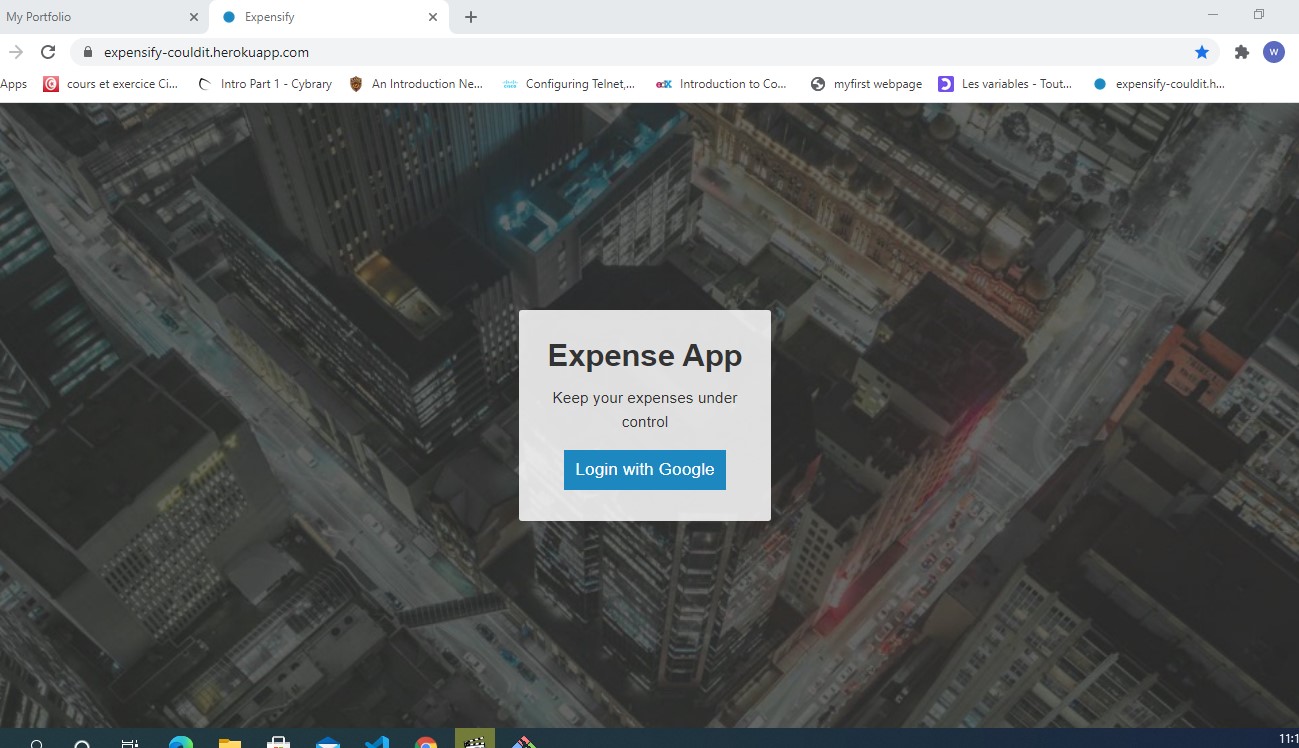 My Portfolio
Expensify
expensify-couldit.herokuapp.com
W
Apps
cours et exercice Ci...
Intro Part 1 - Cybrary
An Introduction Ne...
Configuring Telnet,...
edX
Introduction to Co...
myfirst webpage
Les variables - Tout...
expensify-couldit.h...
Expense App
Keep your expenses under
control
Login with Google
11:1